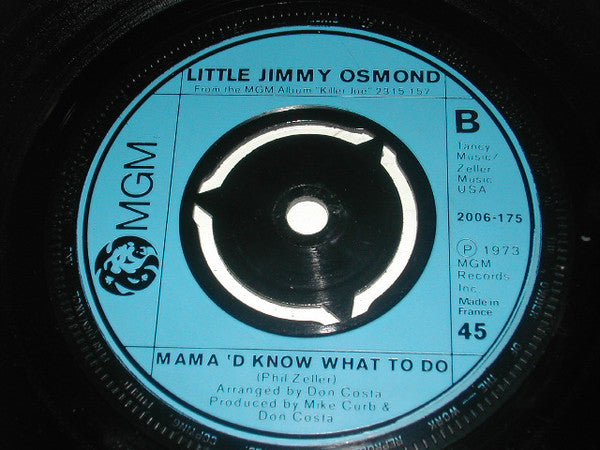 LITTLE JIMMY OSMOND
From the MGM Album "Killer Joe" 2315 157
MGM
B
Tancy
Music/
Zeller
Music
USA
2006-175
Ⓟ 1973
MGM
Records
Inc.
Made in
France
45
MAMA 'D KNOW WHAT TO DO
(Phil Zeller)
Arranged by Don Costa
Produced by Mike Curb &
Don Costa